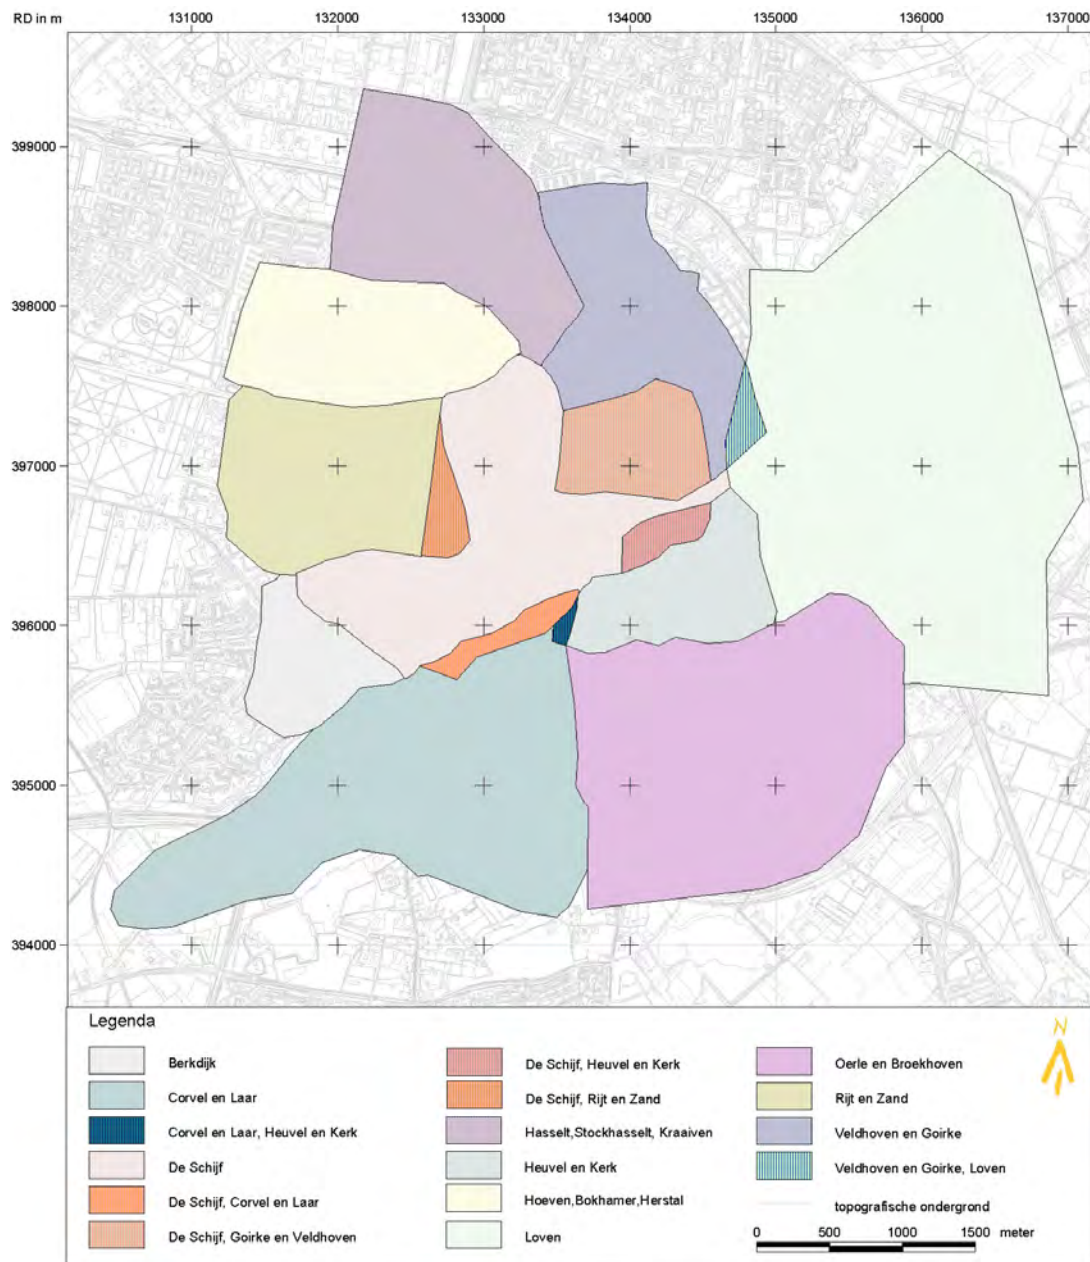 RD in m
131000 132000 133000 134000 135000 136000 137000
399000
398000
397000
396000
395000
394000
Legenda
Berkdijk
Corvel en Laar
Corvel en Laar, Heuvel en Kerk
De Schijf
De Schijf, Corvel en Laar
De Schijf, Goirke en Veldhoven
De Schijf, Heuvel en Kerk
De Schijf, Rijt en Zand
Hasselt,Stockhasselt, Kraaiven
Heuvel en Kerk
Hoeven,Bokhamer,Herstal
Loven
Oerle en Broekhoven
Rijt en Zand
Veldhoven en Goirke
Veldhoven en Goirke, Loven
topografische ondergrond
0 500 1000 1500 meter
N